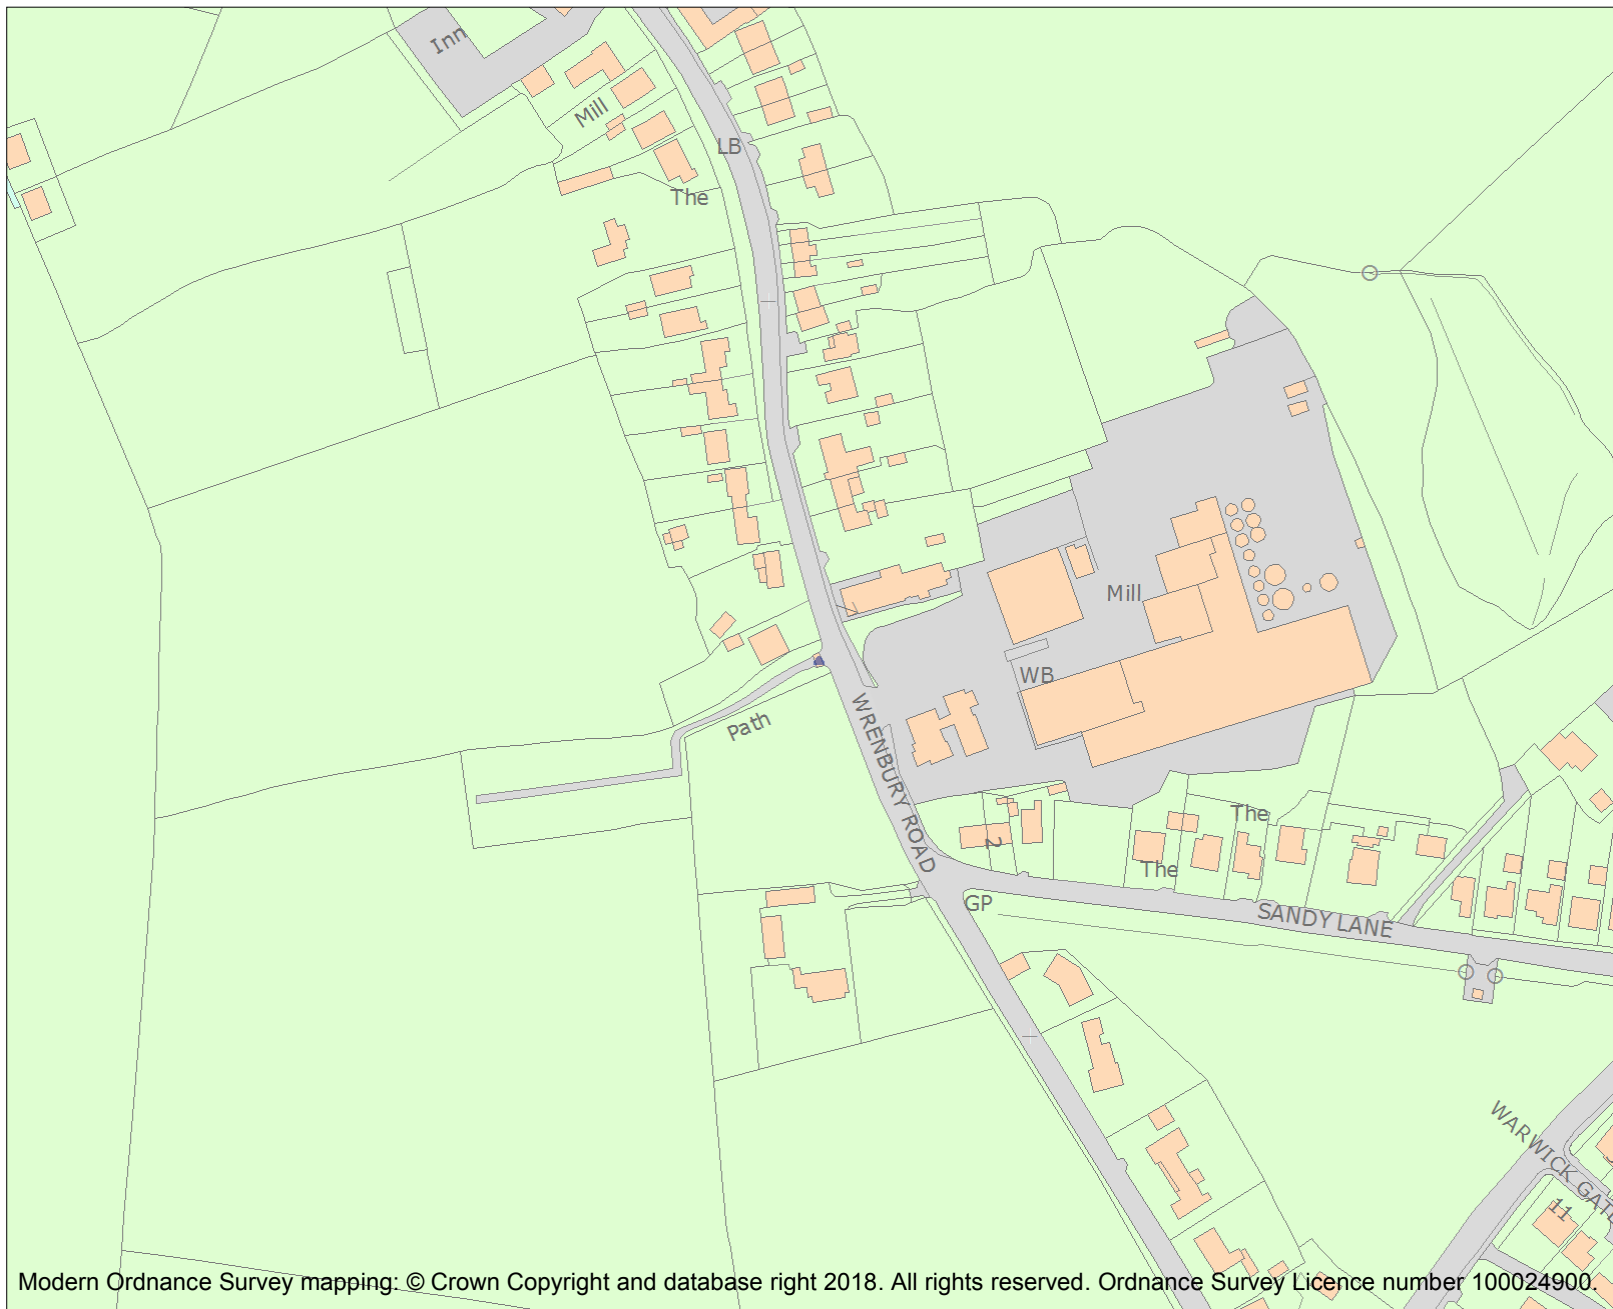 Inn
Mill
LB
The
Mill
WB
Path
WRENBURY ROAD
The
2
The
GP
SANDY LANE
WARWICK GATE
11
Modern Ordnance Survey mapping: © Crown Copyright and database right 2018. All rights reserved. Ordnance Survey Licence number 100024900.